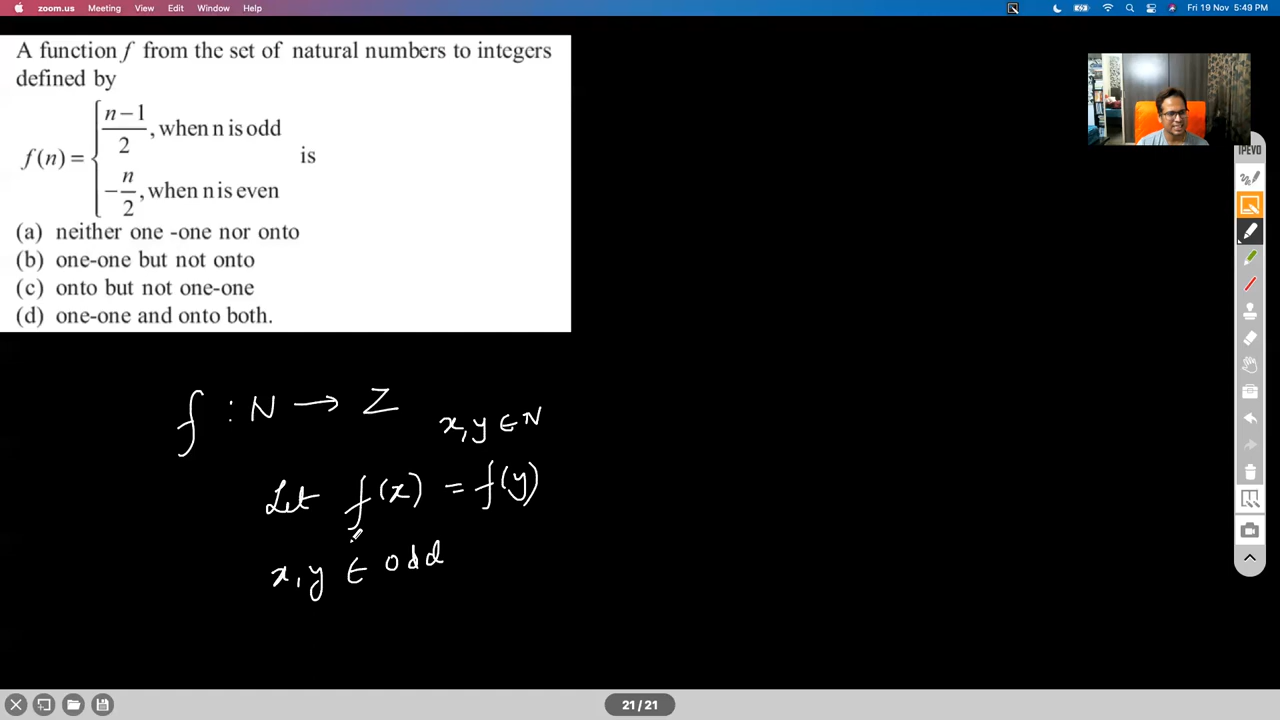 zoom.us Meeting View Edit Window Help Fri 19 Nov 5:49 PM
A function f from the set of natural numbers to integers
defined by
f(n) = { n−1/2, when n is odd
−n/2, when n is even
is
(a) neither one -one nor onto
(b) one-one but not onto
(c) onto but not one-one
(d) one-one and onto both.
f : N → Z
x, y ∈ N
Let f(x) = f(y)
x, y ∈ odd
IPEVO
21 / 21